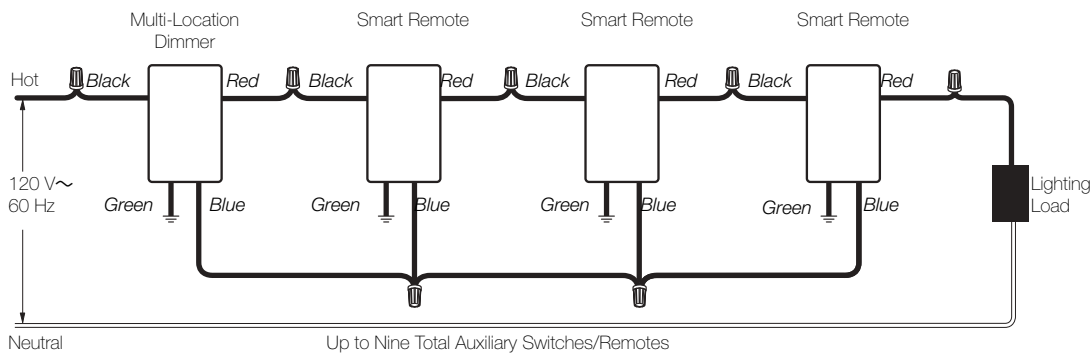 Multi-Location
Dimmer
Smart Remote
Smart Remote
Smart Remote
Hot
Black
Red
Black
Red
Black
Red
Black
Red
120 V~
60 Hz
Green
Blue
Green
Blue
Green
Blue
Green
Blue
Lighting
Load
Neutral
Up to Nine Total Auxiliary Switches/Remotes